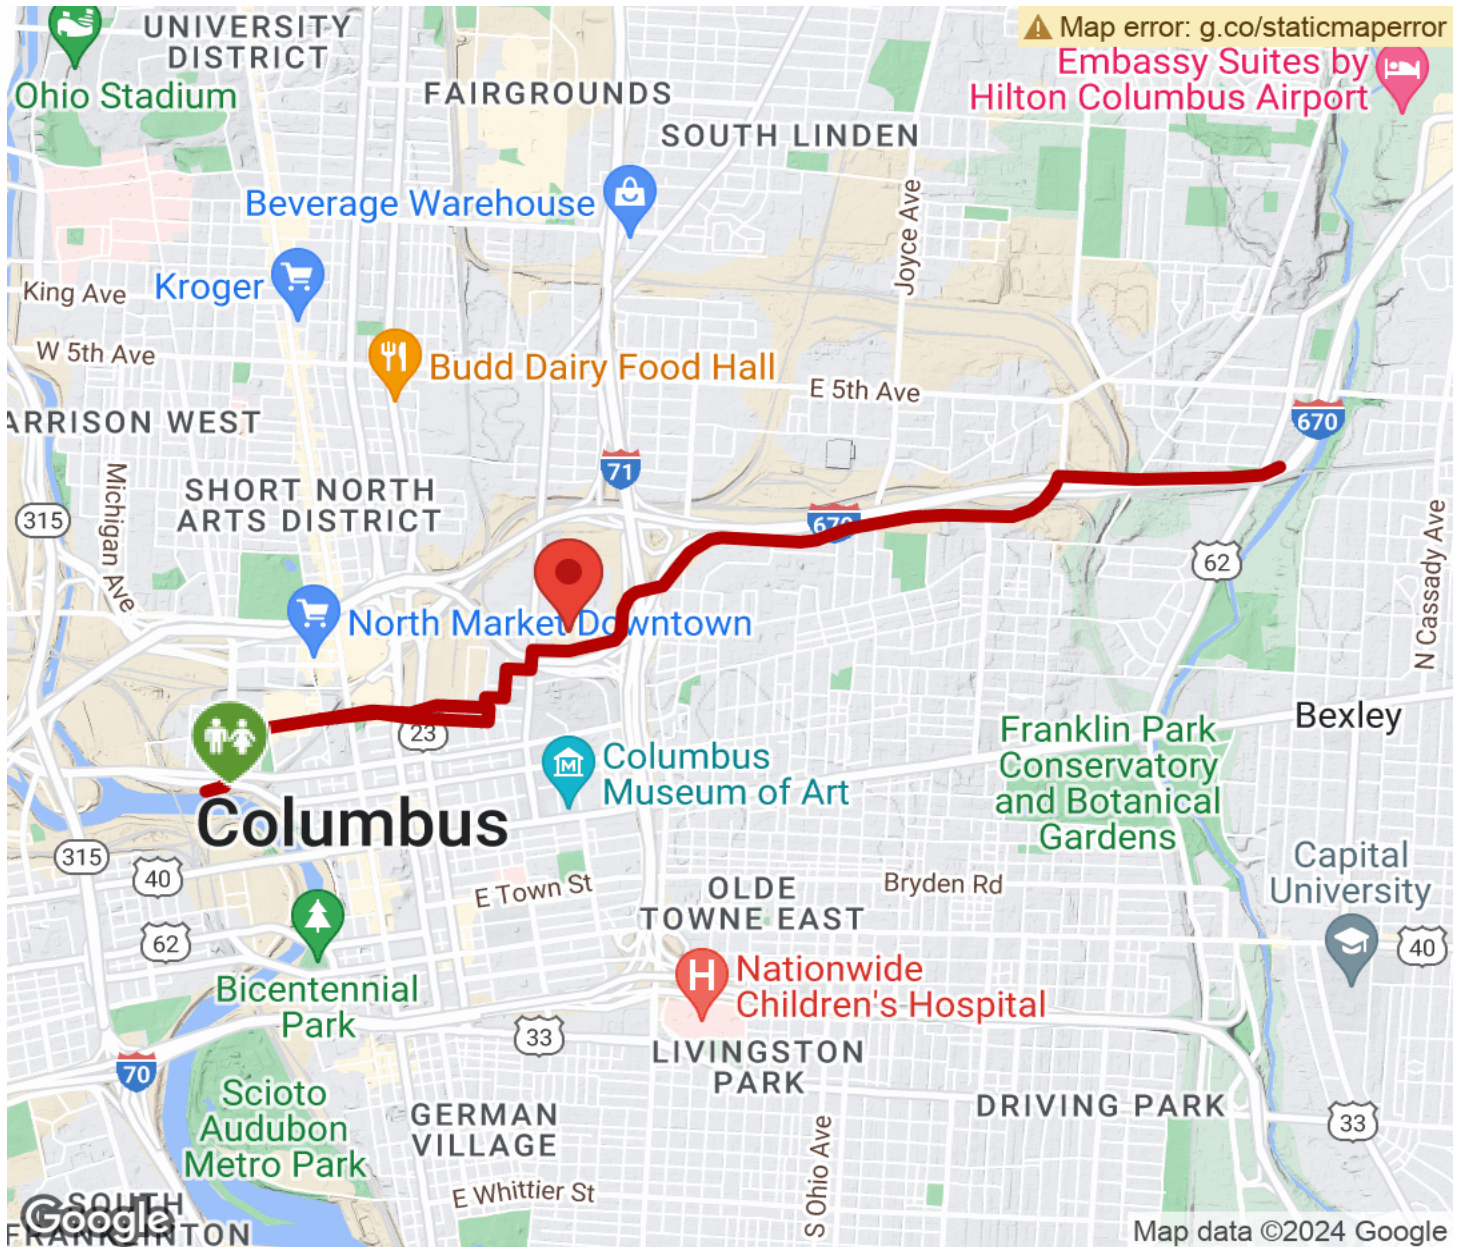 UNIVERSITY
DISTRICT
Map error: g.co/staticmaperror
Embassy Suites by
Hilton Columbus Airport
Ohio Stadium
FAIRGROUNDS
SOUTH LINDEN
Beverage Warehouse
Joyce Ave
Kroger
King Ave
W 5th Ave
Budd Dairy Food Hall
E 5th Ave
ARRISON WEST
670
71
SHORT NORTH
ARTS DISTRICT
315
Michigan Ave
670
62
N Cassady Ave
North Market Downtown
23
Bexley
Franklin Park
Conservatory
and Botanical
Gardens
Columbus
Museum of Art
Columbus
315
40
E Town St
OLDE
TOWNE EAST
Bryden Rd
Capital
University
62
40
Bicentennial
Park
Nationwide
Children's Hospital
33
LIVINGSTON
PARK
70
Scioto
Audubon
Metro Park
GERMAN
VILLAGE
DRIVING PARK
33
S Ohio Ave
E Whittier St
SOUTH
FRANKLINTON
Google
Map data ©2024 Google